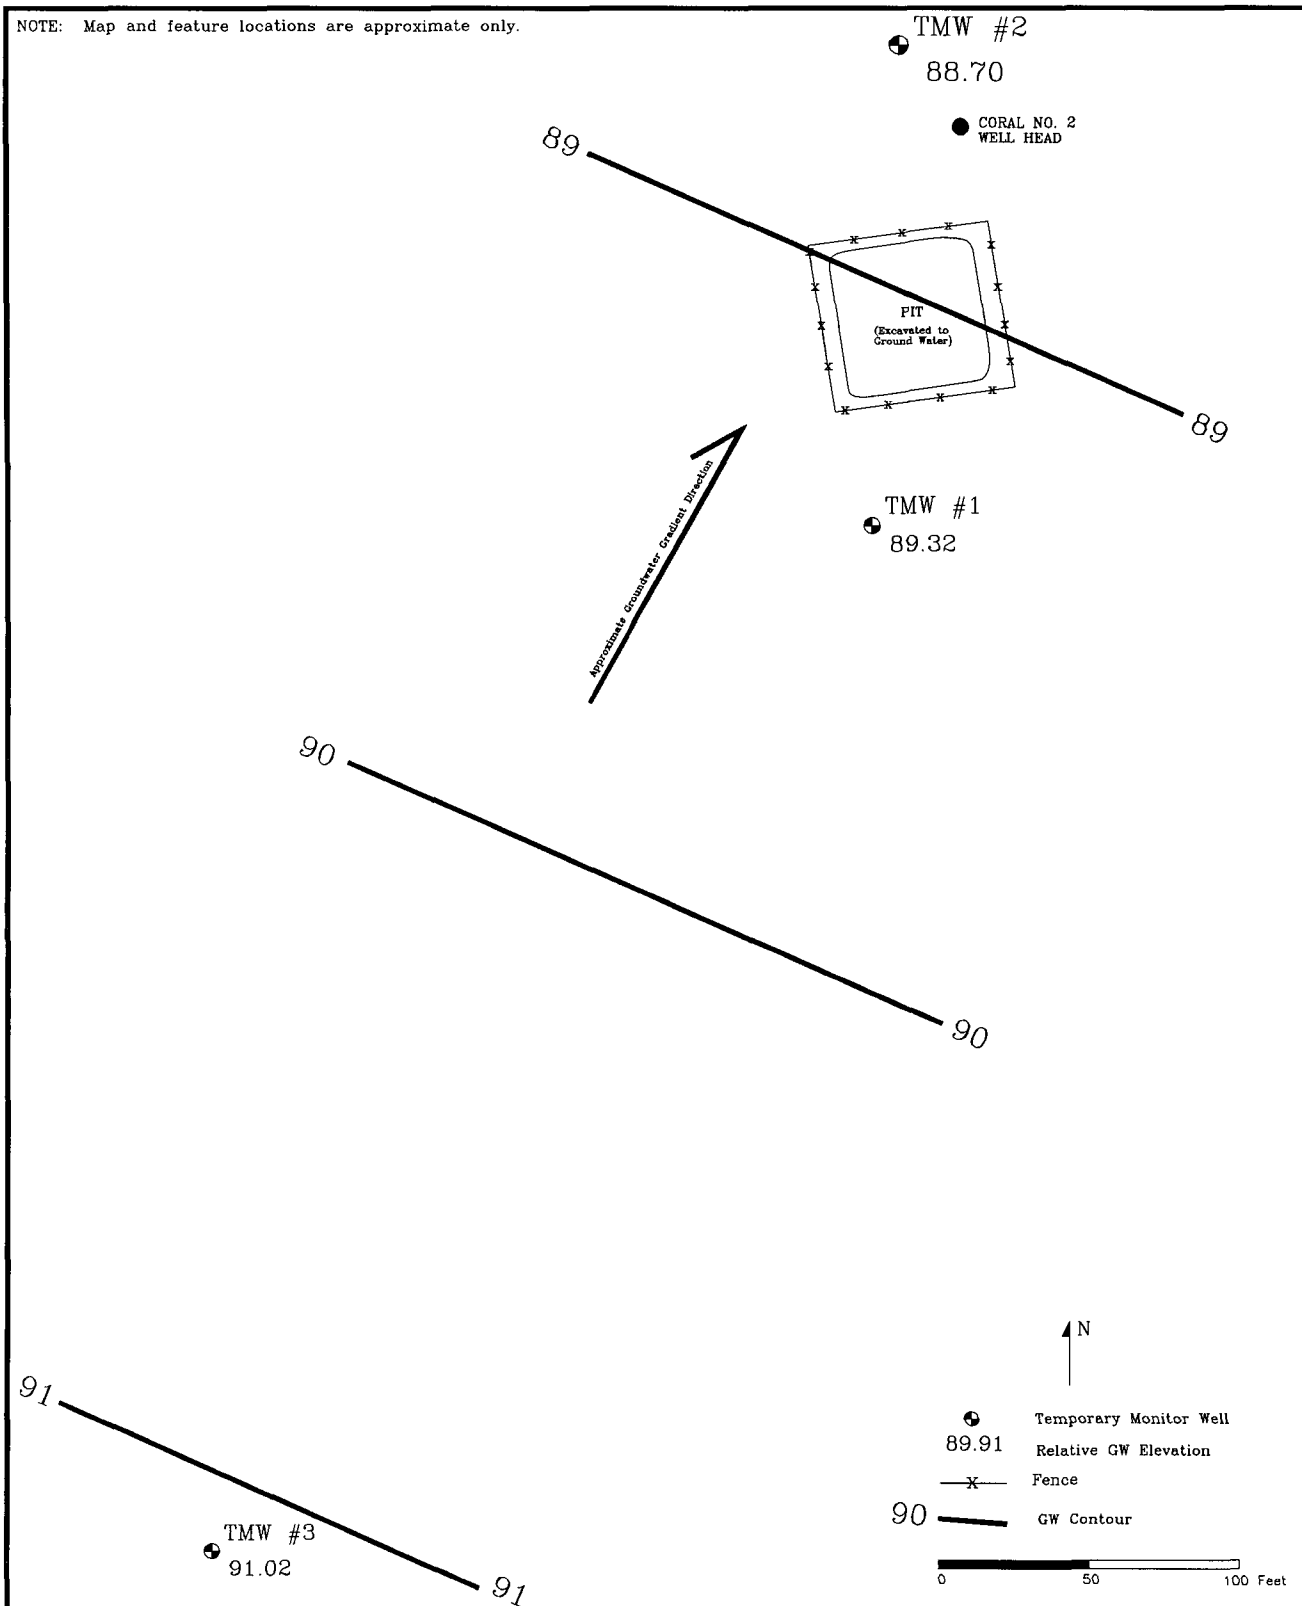 NOTE: Map and feature locations are approximate only.
TMW #2
88.70
CORAL NO. 2
WELL HEAD
89
PIT
(Excavated to
Ground Water)
89
Approximate Groundwater Gradient Direction
TMW #1
89.32
90
90
N
91
Temporary Monitor Well
89.91 Relative GW Elevation
X Fence
90 GW Contour
TMW #3
91.02
91
0 50 100 Feet